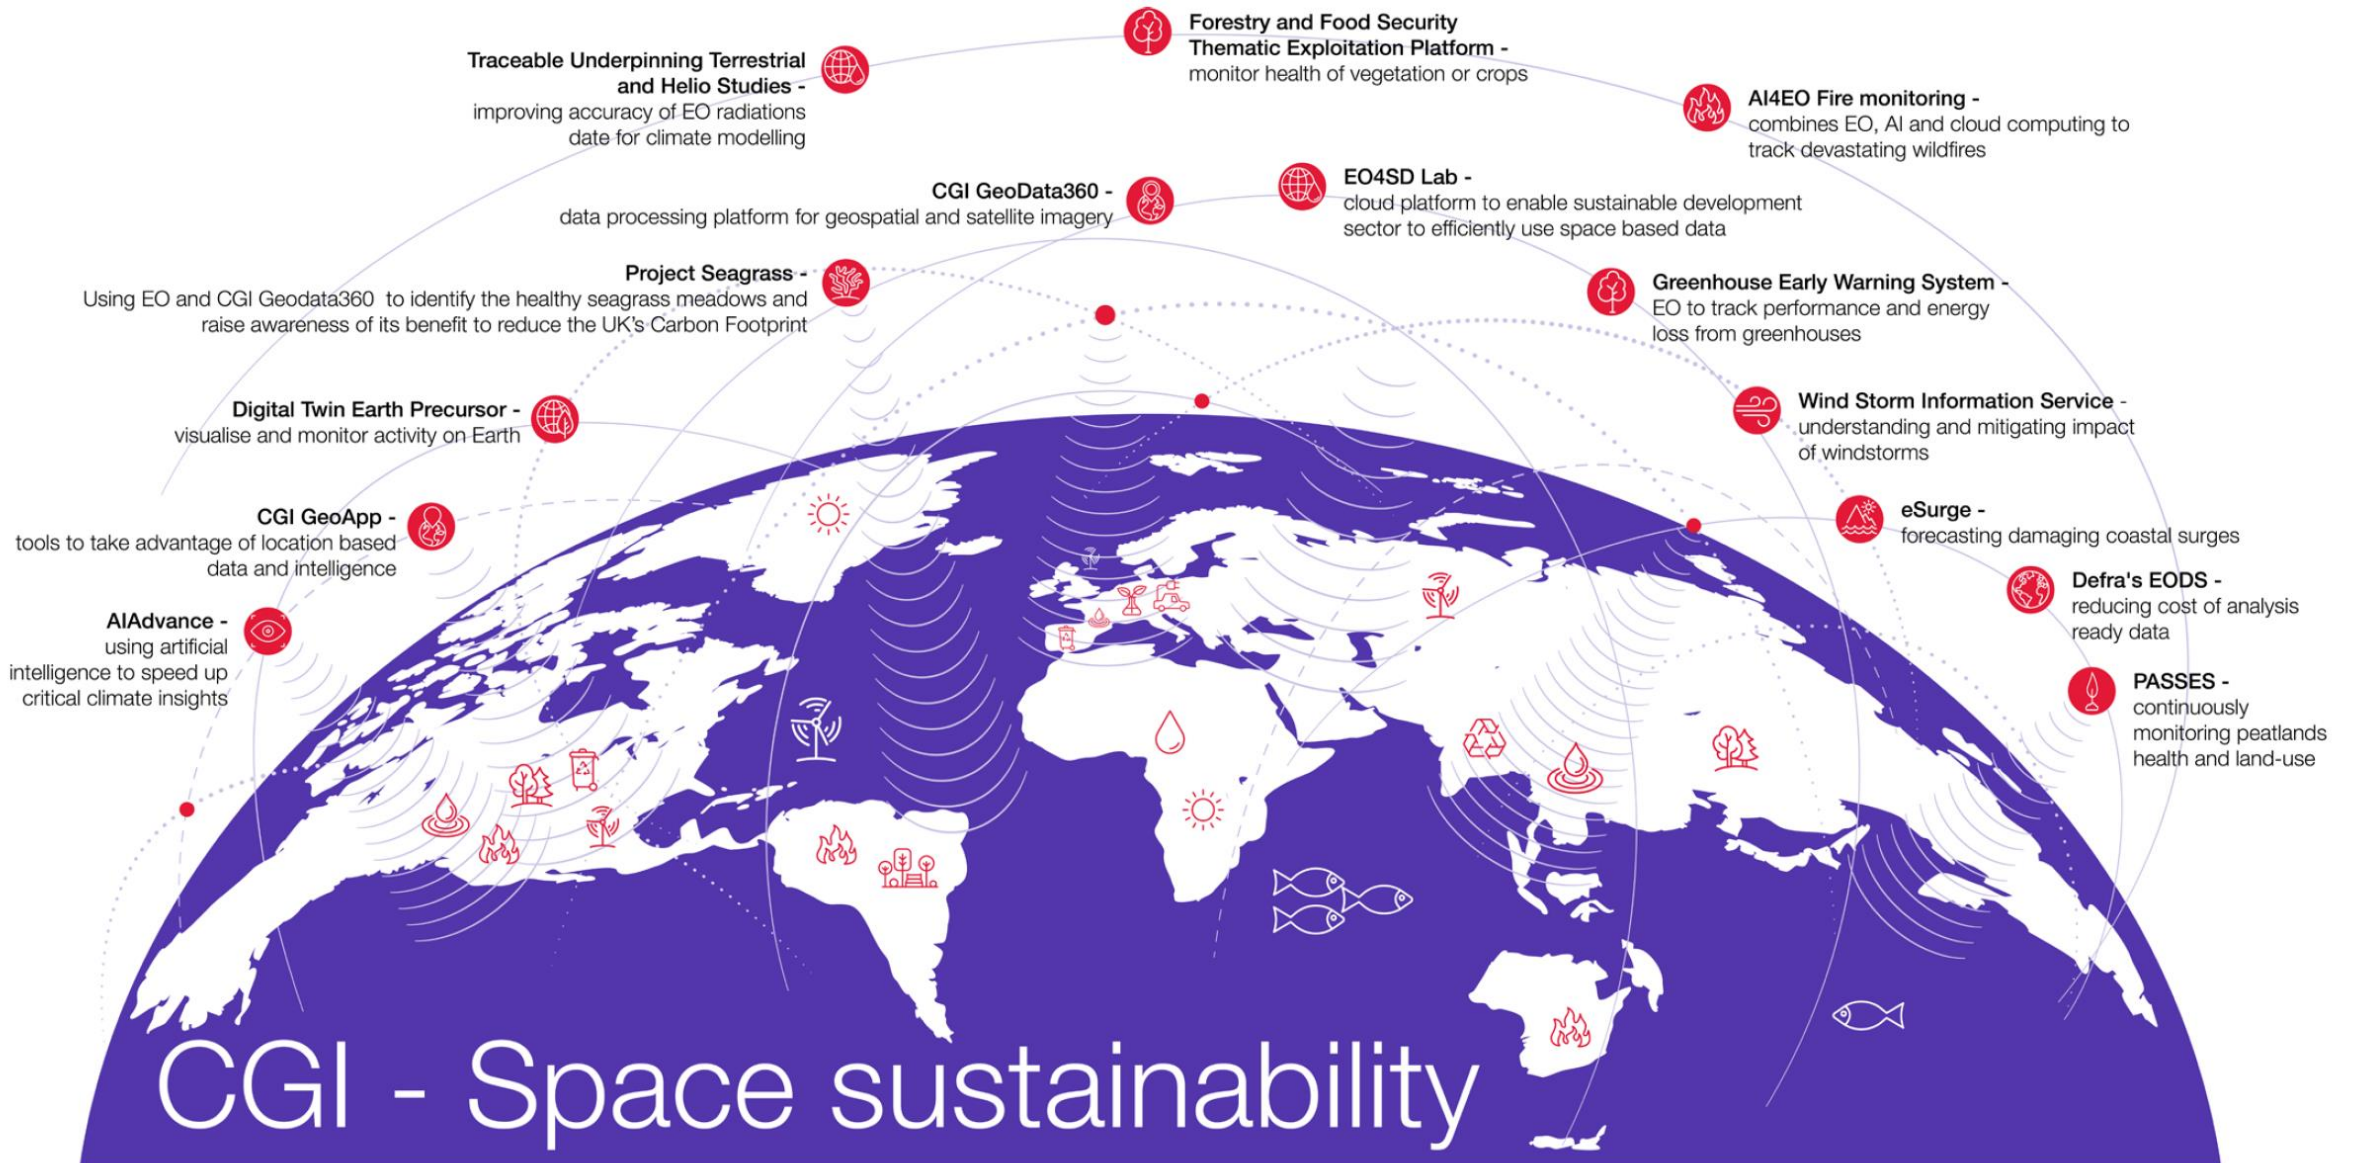 Forestry and Food Security
Thematic Exploitation Platform -
monitor health of vegetation or crops
Traceable Underpinning Terrestrial
and Helio Studies -
improving accuracy of EO radiations
date for climate modelling
AI4EO Fire monitoring -
combines EO, AI and cloud computing to
track devastating wildfires
CGI GeoData360 -
data processing platform for geospatial and satellite imagery
EO4SD Lab -
cloud platform to enable sustainable development
sector to efficiently use space based data
Project Seagrass -
Using EO and CGI Geodata360 to identify the healthy seagrass meadows and
raise awareness of its benefit to reduce the UK's Carbon Footprint
Greenhouse Early Warning System -
EO to track performance and energy
loss from greenhouses
Digital Twin Earth Precursor -
visualise and monitor activity on Earth
Wind Storm Information Service -
understanding and mitigating impact
of windstorms
CGI GeoApp -
tools to take advantage of location based
data and intelligence
eSurge -
forecasting damaging coastal surges
AIAdvance -
using artificial
intelligence to speed up
critical climate insights
Defra's EODS -
reducing cost of analysis
ready data
PASSES -
continuously
monitoring peatlands
health and land-use
CGI - Space sustainability